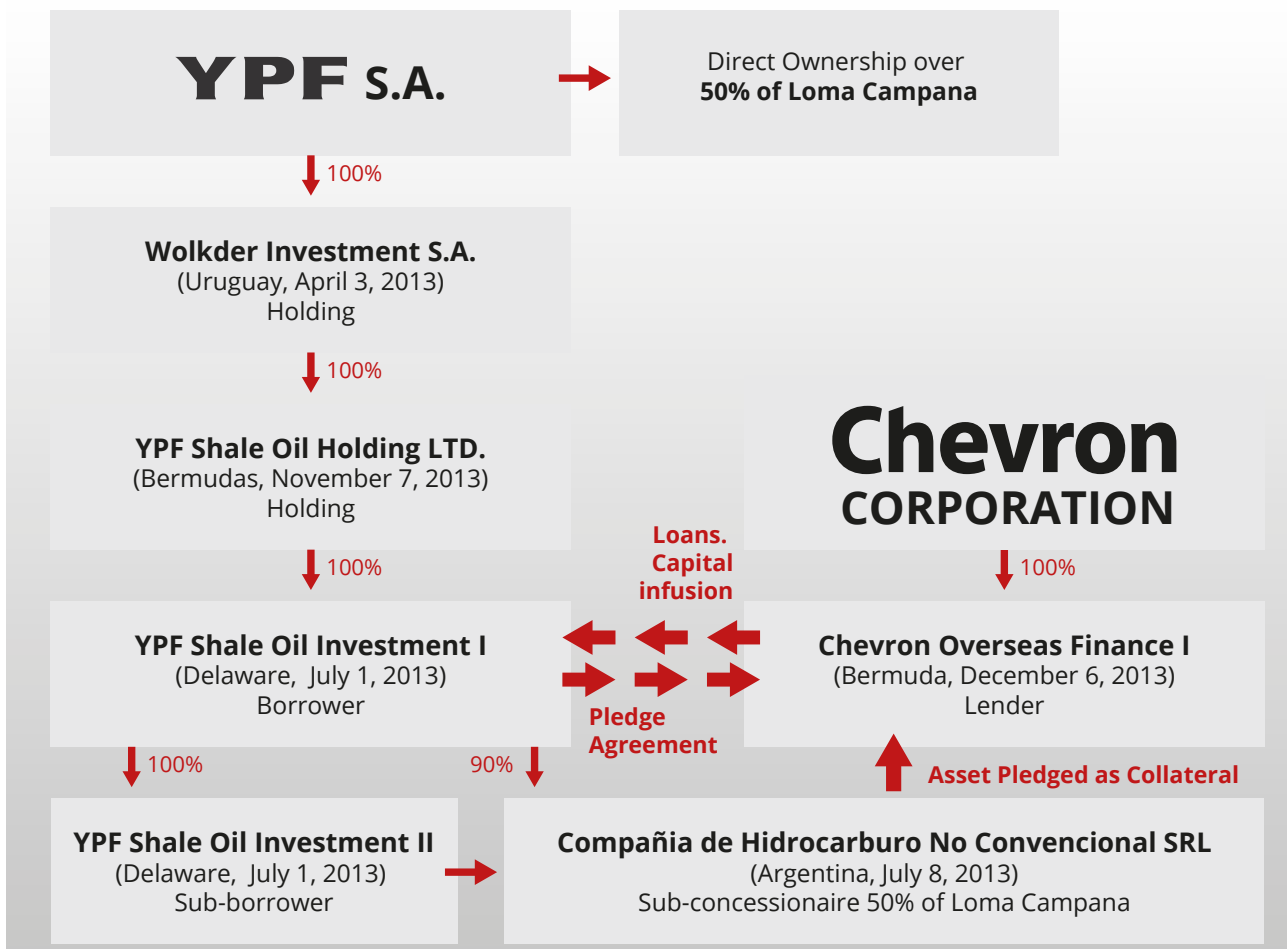 YPF S.A.
Direct Ownership over
50% of Loma Campana
100%
Wolkder Investment S.A.
(Uruguay, April 3, 2013)
Holding
100%
YPF Shale Oil Holding LTD.
(Bermudas, November 7, 2013)
Holding
Chevron
CORPORATION
100%
Loans.
Capital
infusion
100%
YPF Shale Oil Investment I
(Delaware, July 1, 2013)
Borrower
Chevron Overseas Finance I
(Bermuda, December 6, 2013)
Lender
Pledge
Agreement
100%
90%
Asset Pledged as Collateral
YPF Shale Oil Investment II
(Delaware, July 1, 2013)
Sub-borrower
Compañia de Hidrocarburo No Convencional SRL
(Argentina, July 8, 2013)
Sub-concessionaire 50% of Loma Campana